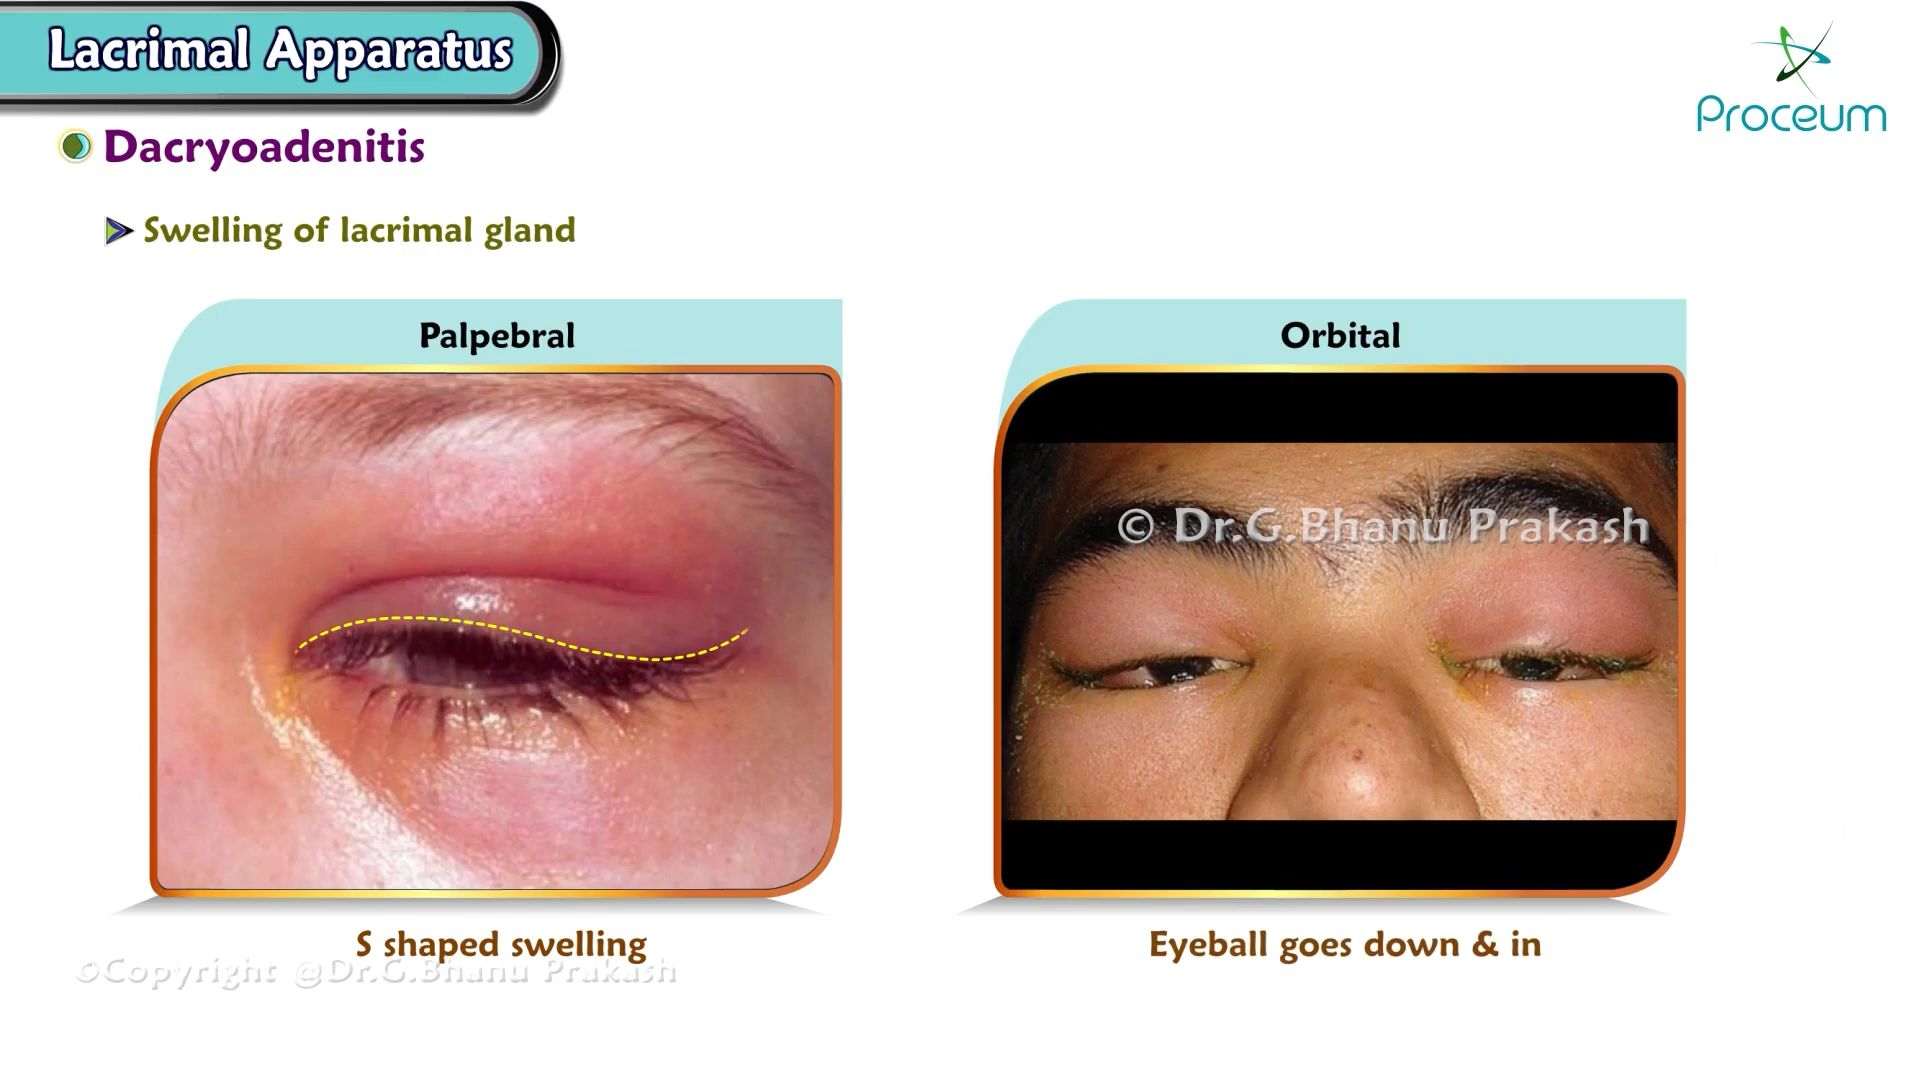 Lacrimal Apparatus
Proceum
Dacryoadenitis
Swelling of lacrimal gland
Palpebral
Orbital
© Dr.G.Bhanu Prakash
S shaped swelling
Eyeball goes down & in
©Copyright @Dr.G.Bhanu Prakash